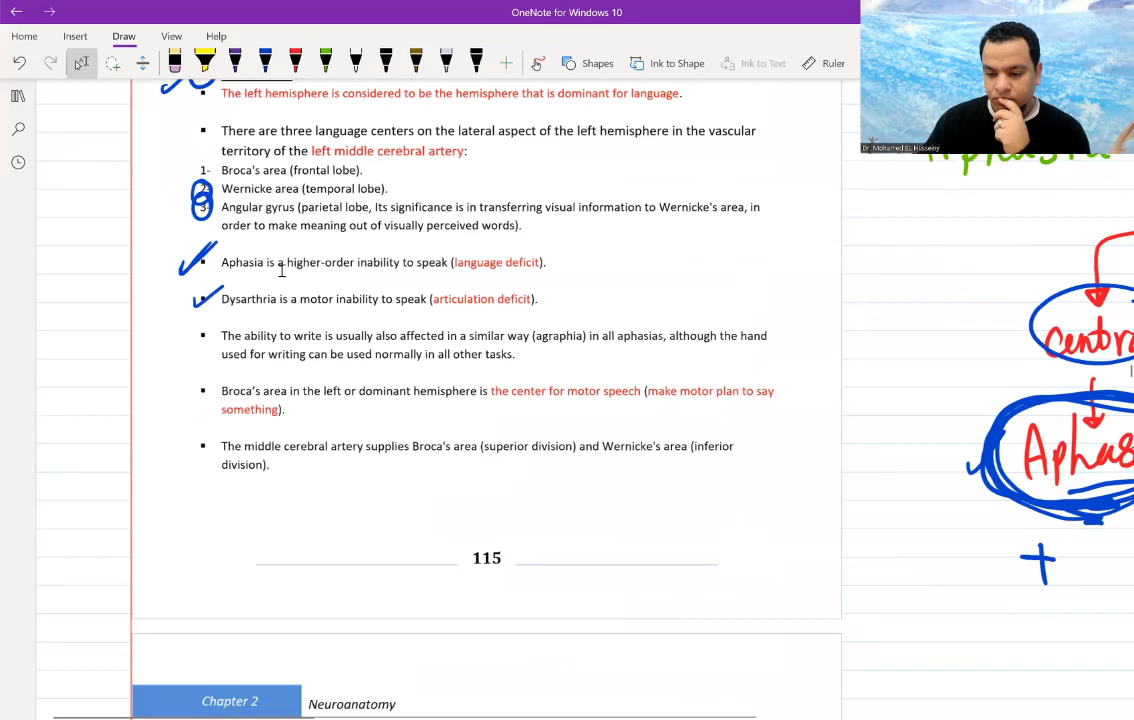 OneNote for Windows 10
Home Insert Draw View Help
Shapes Ink to Shape Ink to Text Ruler
Dr. Mohamed EL Husseiny
The left hemisphere is considered to be the hemisphere that is dominant for language.
There are three language centers on the lateral aspect of the left hemisphere in the vascular
territory of the left middle cerebral artery:
1- Broca's area (frontal lobe).
Wernicke area (temporal lobe).
Angular gyrus (parietal lobe, Its significance is in transferring visual information to Wernicke's area, in
order to make meaning out of visually perceived words).
Aphasia is a higher-order inability to speak (language deficit).
Dysarthria is a motor inability to speak (articulation deficit).
The ability to write is usually also affected in a similar way (agraphia) in all aphasias, although the hand
used for writing can be used normally in all other tasks.
Broca's area in the left or dominant hemisphere is the center for motor speech (make motor plan to say
something).
The middle cerebral artery supplies Broca's area (superior division) and Wernicke's area (inferior
division).
115
Chapter 2 Neuroanatomy
Aphasia
Centra
Aphas
+